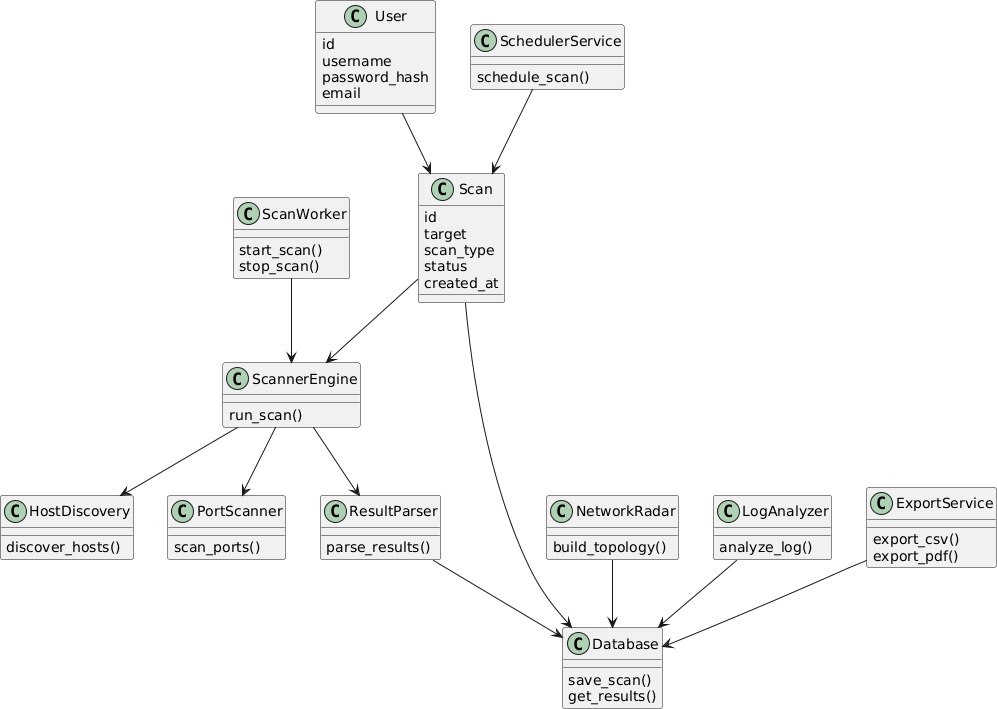 C User
id
username
password_hash
email
C SchedulerService
schedule_scan()
C Scan
id
target
scan_type
status
created_at
C ScanWorker
start_scan()
stop_scan()
C ScannerEngine
run_scan()
C HostDiscovery
discover_hosts()
C PortScanner
scan_ports()
C ResultParser
parse_results()
C NetworkRadar
build_topology()
C LogAnalyzer
analyze_log()
C ExportService
export_csv()
export_pdf()
C Database
save_scan()
get_results()